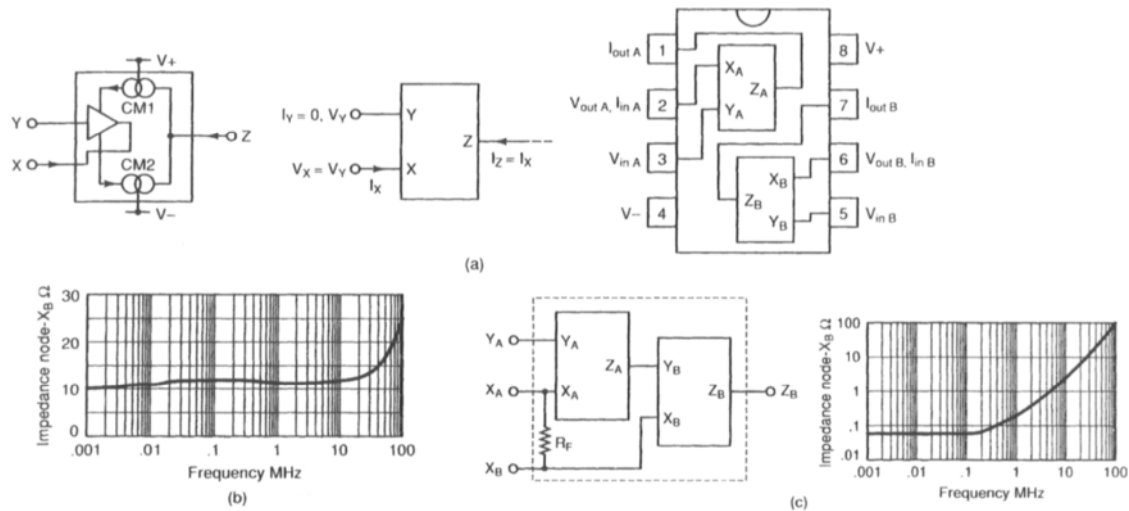 V+
CM1
Y
X
Z
CM2
V−
I_Y = 0, V_Y
Y
Z
I_Z = I_X
V_X = V_Y
I_X
X
I_out A
1
8
V+
X_A
Z_A
Y_A
V_out A, I_in A
2
7
I_out B
V_in A
3
6
V_out B, I_in B
X_B
Z_B
Y_B
V−
4
5
V_in B
(a)
Impedance node-X_B Ω
30
20
10
0
.001
.01
.1
1
10
100
Frequency MHz
(b)
Y_A
Y_A
Z_A
Y_B
X_A
X_A
Z_B
Z_B
X_B
R_F
X_B
Impedance node-X_B Ω
100
10
1
.1
.01
.001
.01
.1
1
10
100
Frequency MHz
(c)